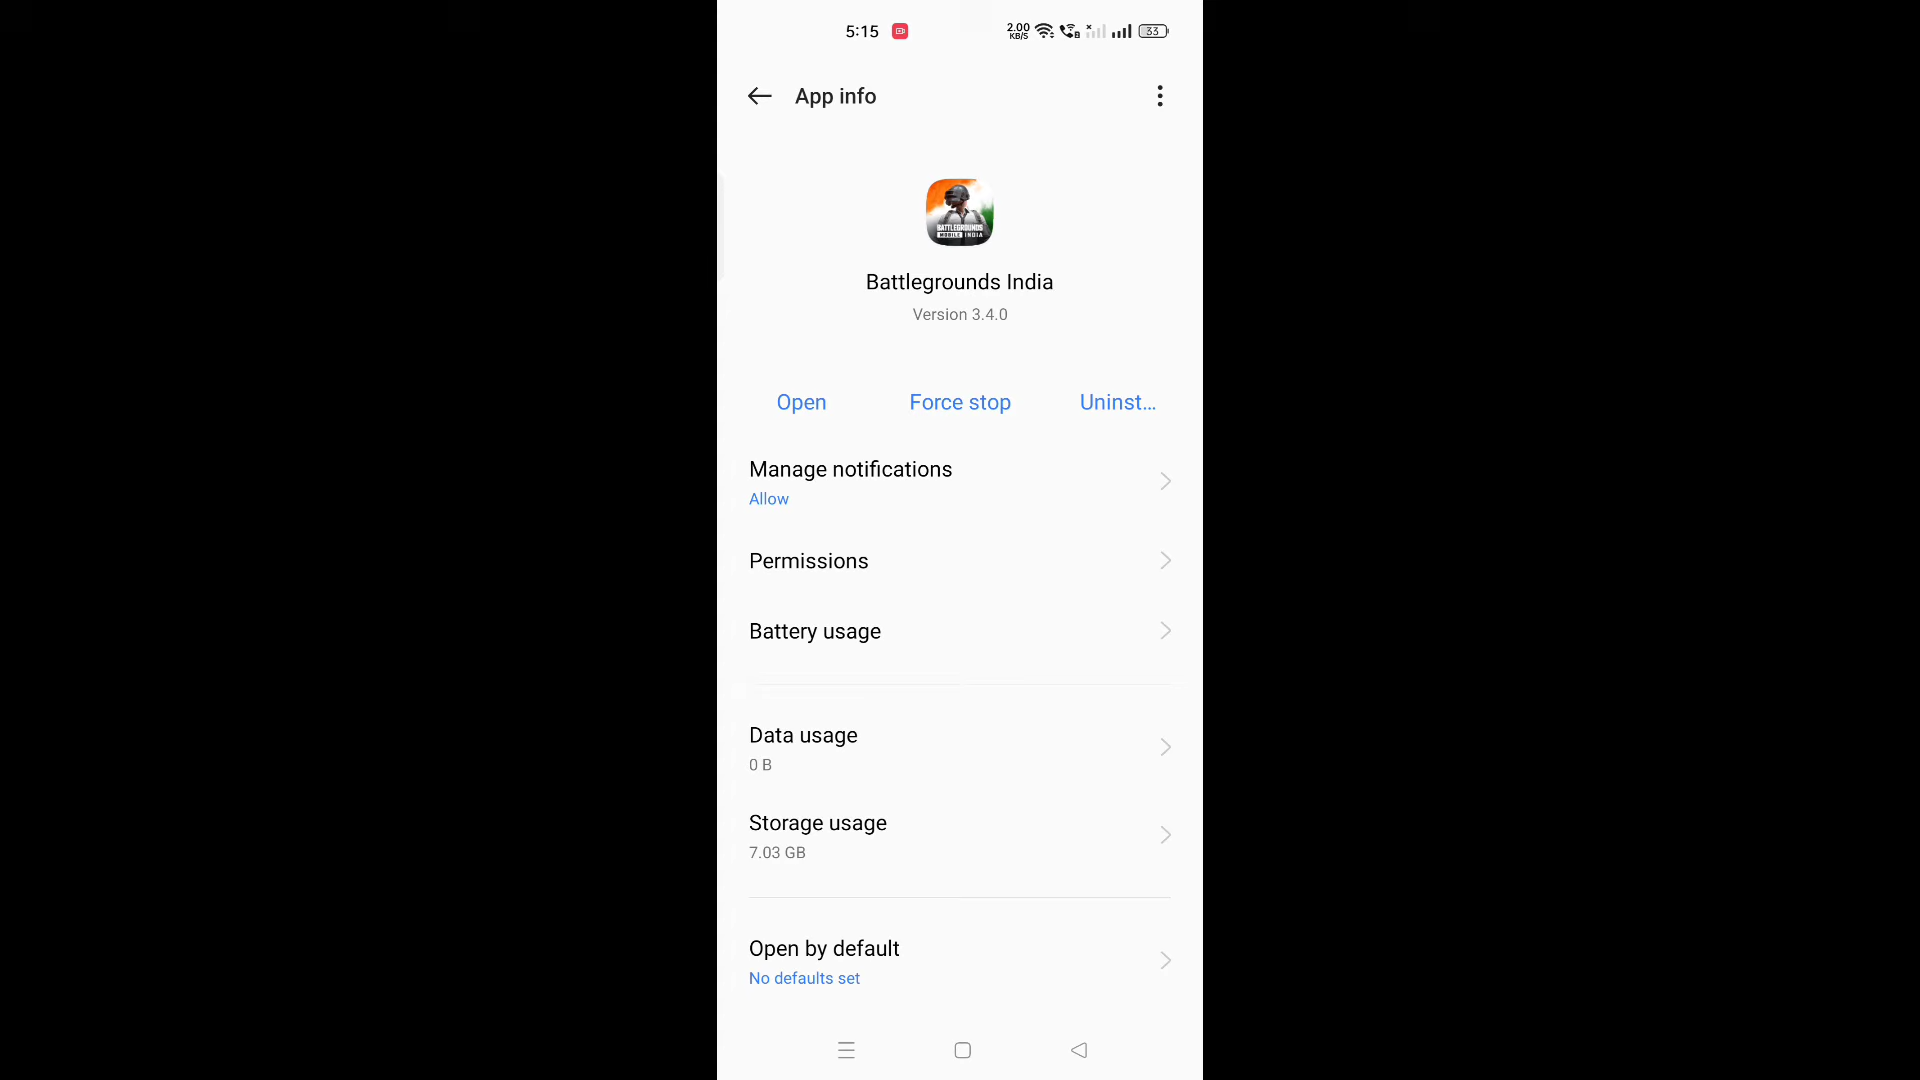 5:15
2.00
KB/S
33
App info
BATTLEGROUNDS
MOBILE INDIA
Battlegrounds India
Version 3.4.0
Open
Force stop
Uninst...
Manage notifications
Allow
Permissions
Battery usage
Data usage
0 B
Storage usage
7.03 GB
Open by default
No defaults set